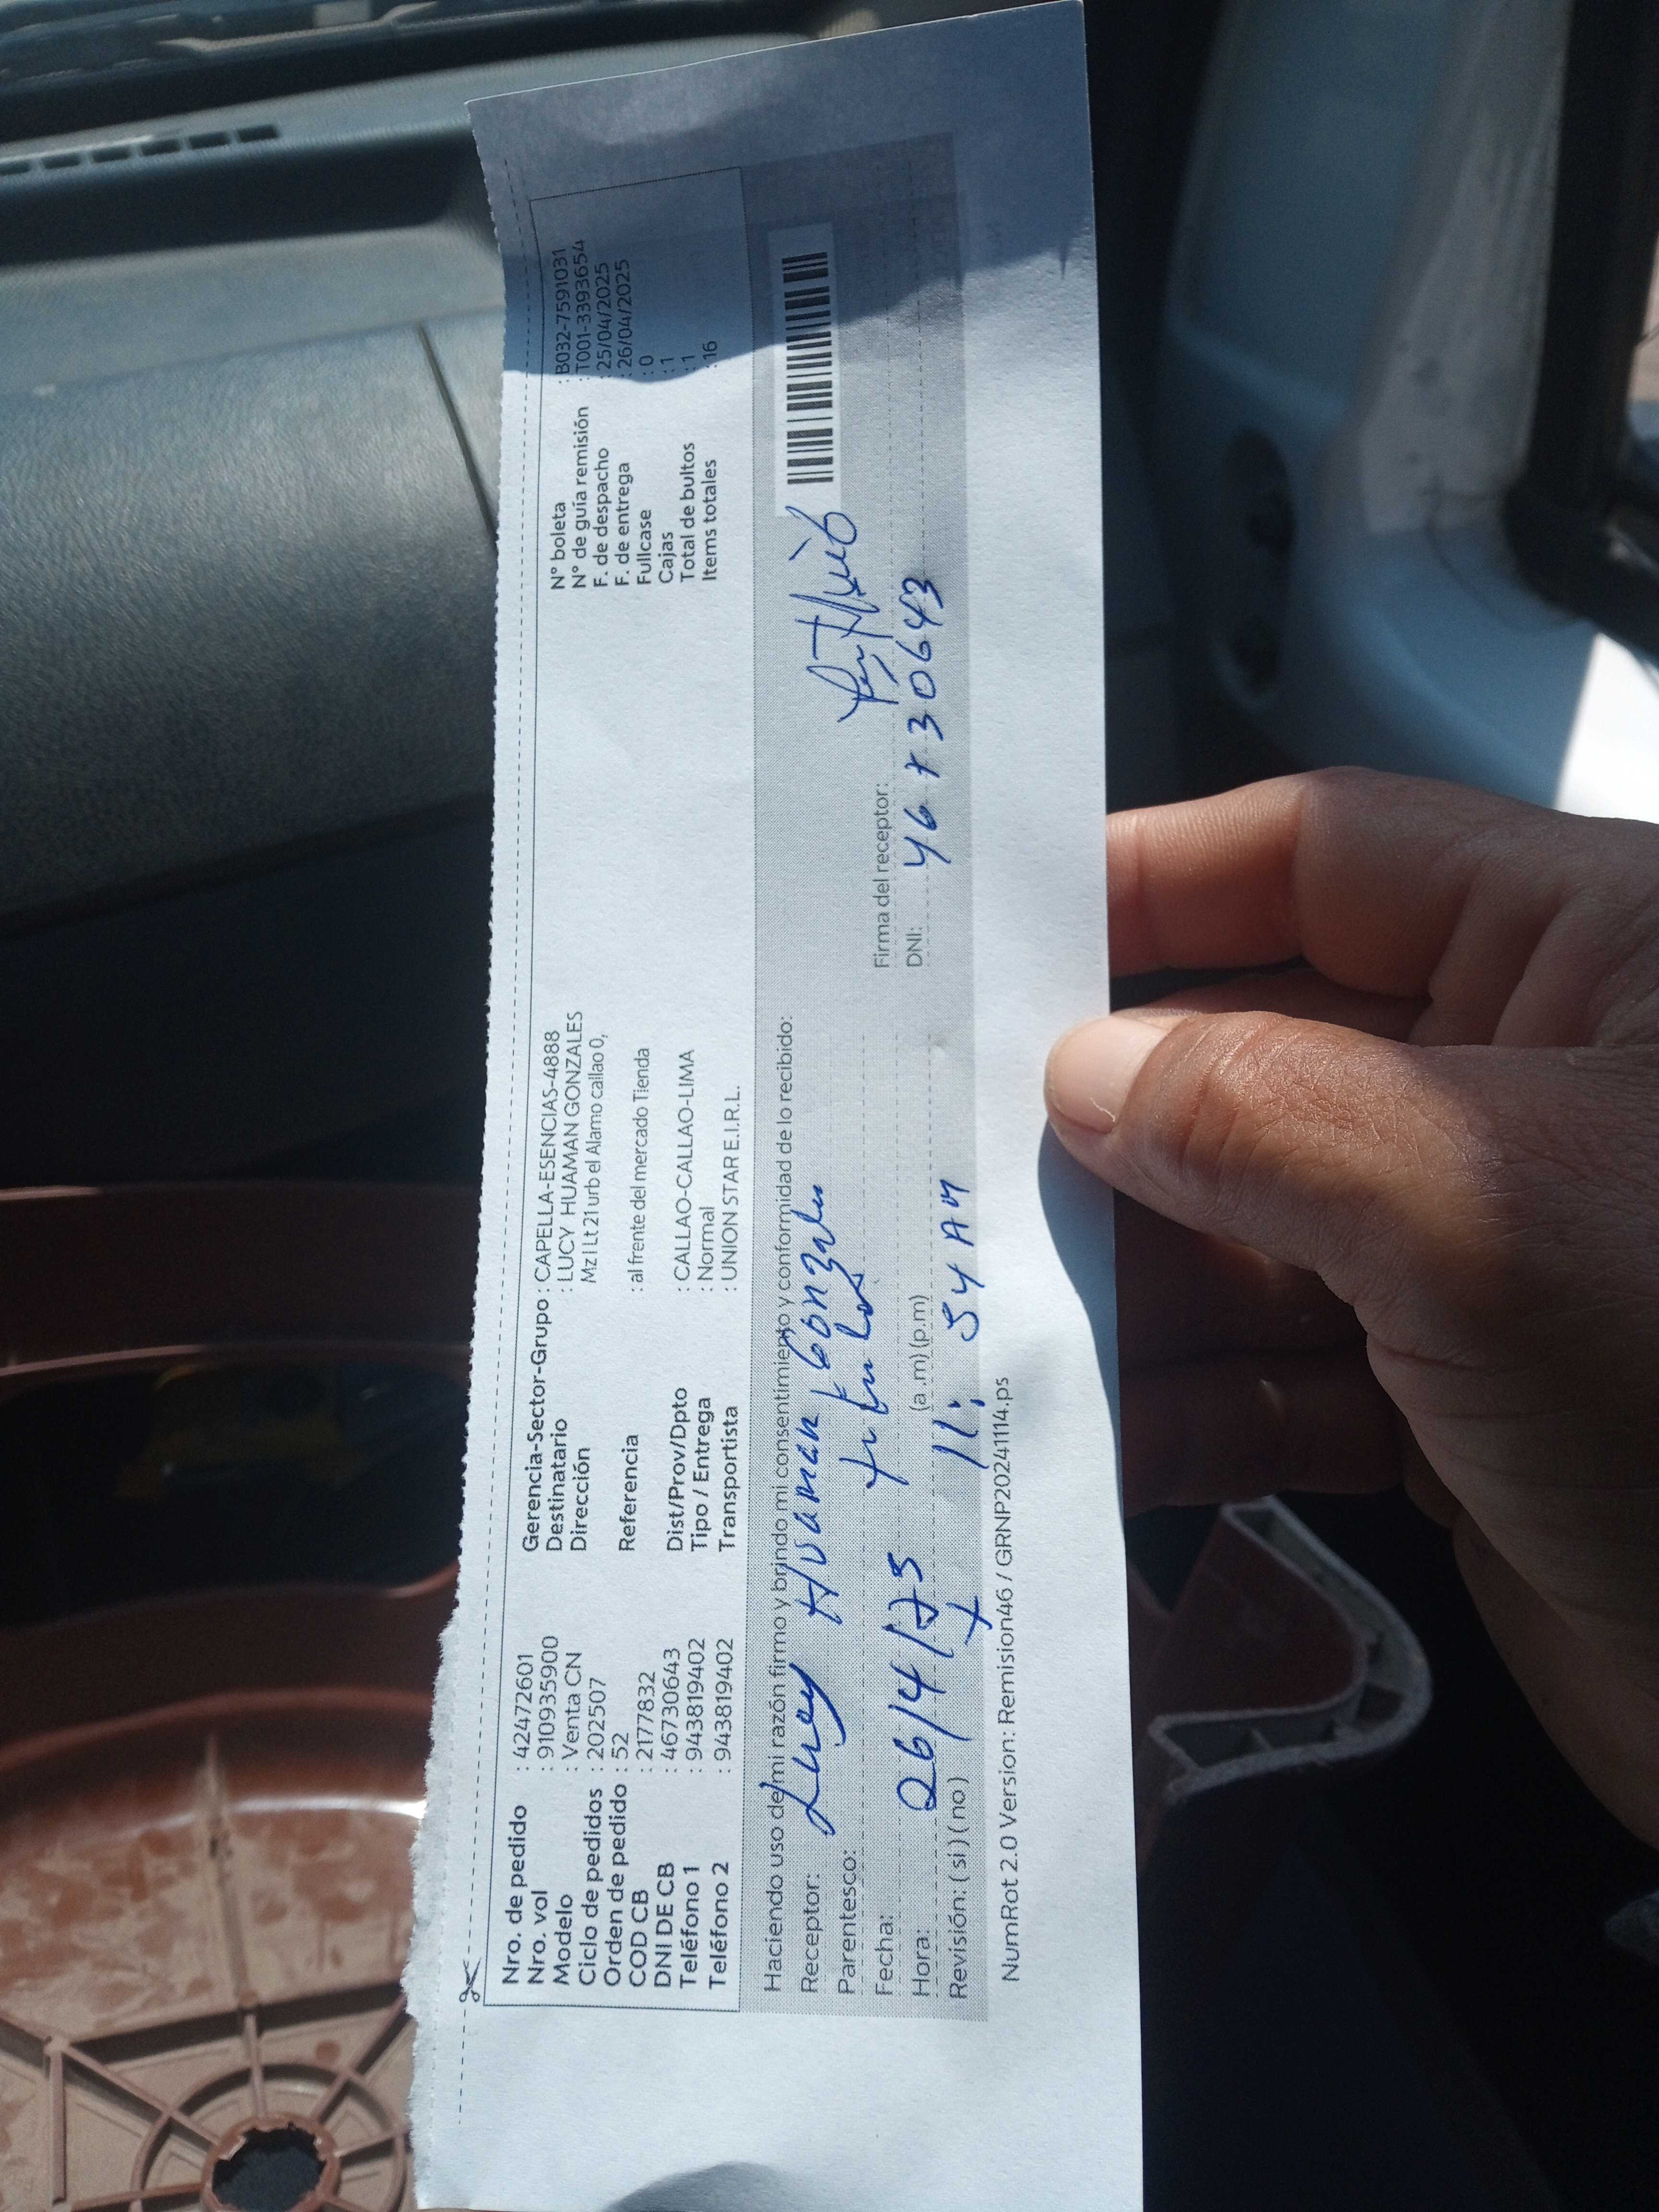 Nro. de pedido : 42472601
Nro. vol : 910935900
Modelo : Venta CN
Ciclo de pedidos : 202507
Orden de pedido : 52
COD CB : 2177832
DNI DE CB : 46730643
Teléfono 1 : 943819402
Teléfono 2 : 943819402
Gerencia-Sector-Grupo : CAPELLA-ESENCIAS-4888
Destinatario : LUCY HUAMAN GONZALES
Dirección Mz I Lt 21 urb el Alamo callao 0,
Referencia : al frente del mercado Tienda
Dist/Prov/Dpto : CALLAO-CALLAO-LIMA
Tipo / Entrega : Normal
Transportista : UNION STAR E.I.R.L.
N° boleta : B032-7591031
N° de guía remisión : T001-3393654
F. de despacho : 25/04/2025
F. de entrega : 26/04/2025
Fullcase : 0
Cajas : 1
Total de bultos : 1
Items totales : 16
Haciendo uso de mi razón firmo y brindo mi consentimiento y conformidad de lo recibido:
Receptor: Lucy Huaman Gonzales
Parentesco:
Fecha: 26/4/25
Hora: (a .m) (p.m) 11:54 AM
Revisión: ( si ) ( no )
Firma del receptor:
DNI: 46730643
NumRot 2.0 Version: Remision46 / GRNP20241114.ps